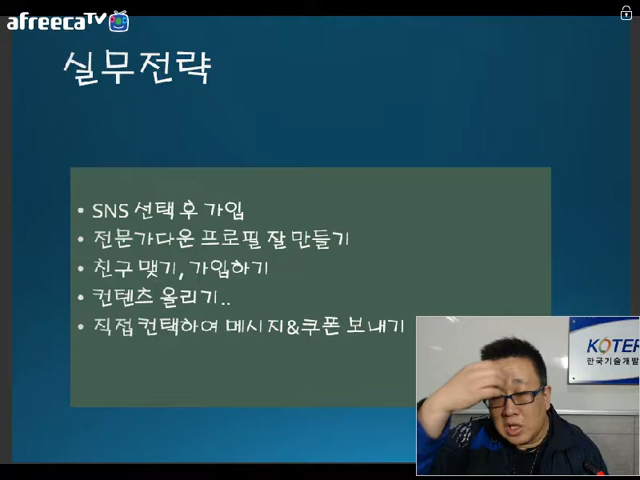 afreecaTV
실무전략
• SNS 선택 후 가입
• 전문가다운 프로필 잘 만들기
• 친구 맺기, 가입하기
• 컨텐츠 올리기..
• 직접 컨택하여 메시지&쿠폰 보내기
KOTER
한국기술개발